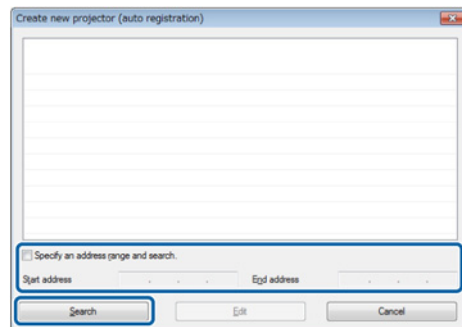 Create new projector (auto registration)
Specify an address range and search.
Start address . . . End address . . .
Search Edit Cancel